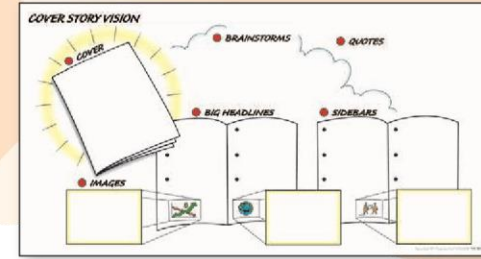 COVER STORY VISION
BRAINSTORMS
QUOTES
COVER
BIG HEADLINES
SIDEBARS
IMAGES